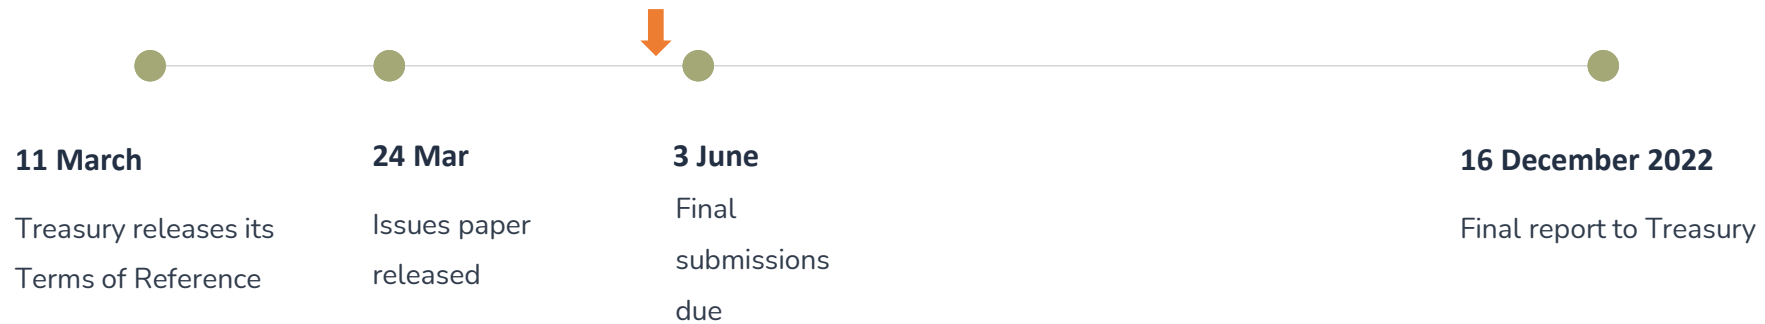 11 March
Treasury releases its
Terms of Reference
24 Mar
Issues paper
released
3 June
Final
submissions
due
16 December 2022
Final report to Treasury